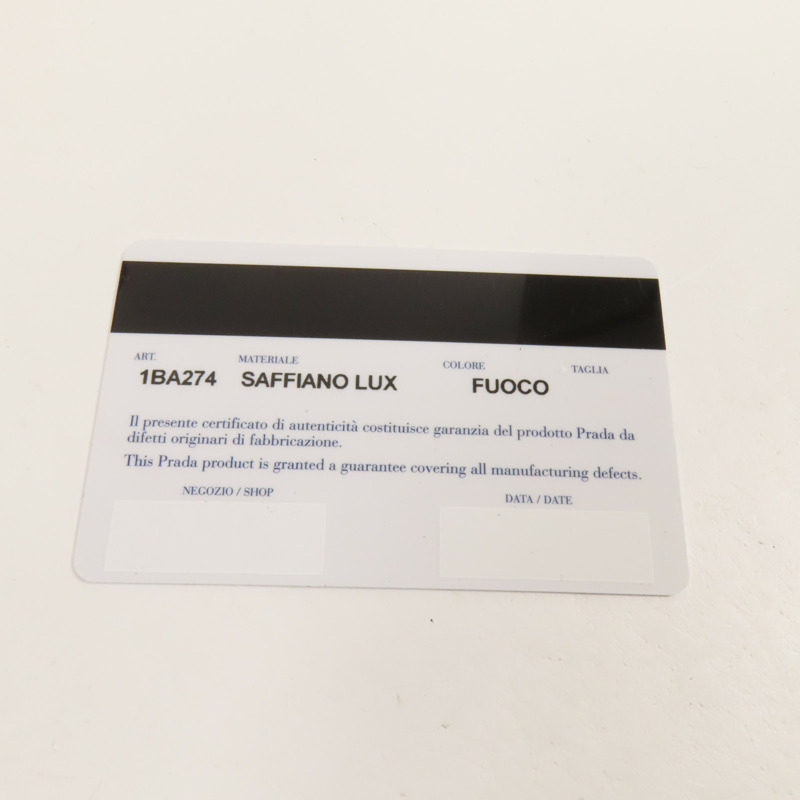 ART. MATERIALE COLORE TAGLIA
1BA274 SAFFIANO LUX FUOCO
Il presente certificato di autenticità costituisce garanzia del prodotto Prada da
difetti originari di fabbricazione.
This Prada product is granted a guarantee covering all manufacturing defects.
NEGOZIO / SHOP DATA / DATE